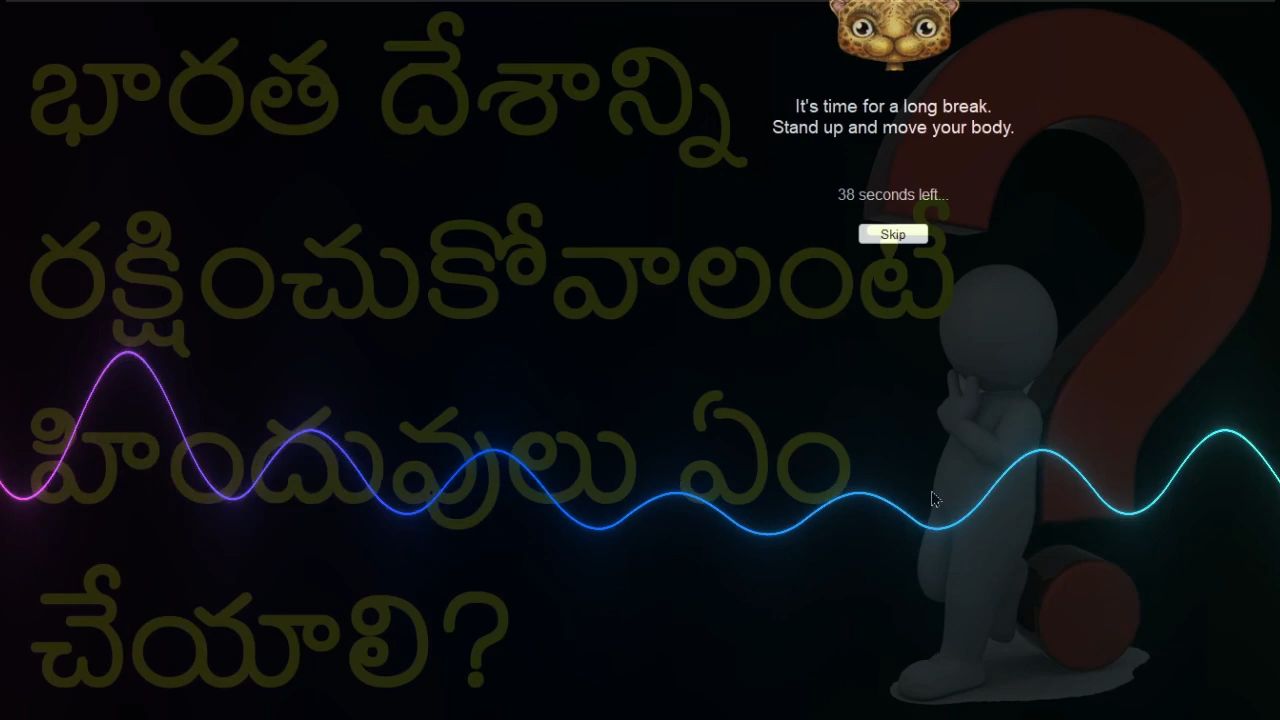 భారత దేశాన్ని
రక్షించుకోవాలంటే
హిందువులు ఏం
చేయాలి?
It's time for a long break.
Stand up and move your body.
38 seconds left...
Skip